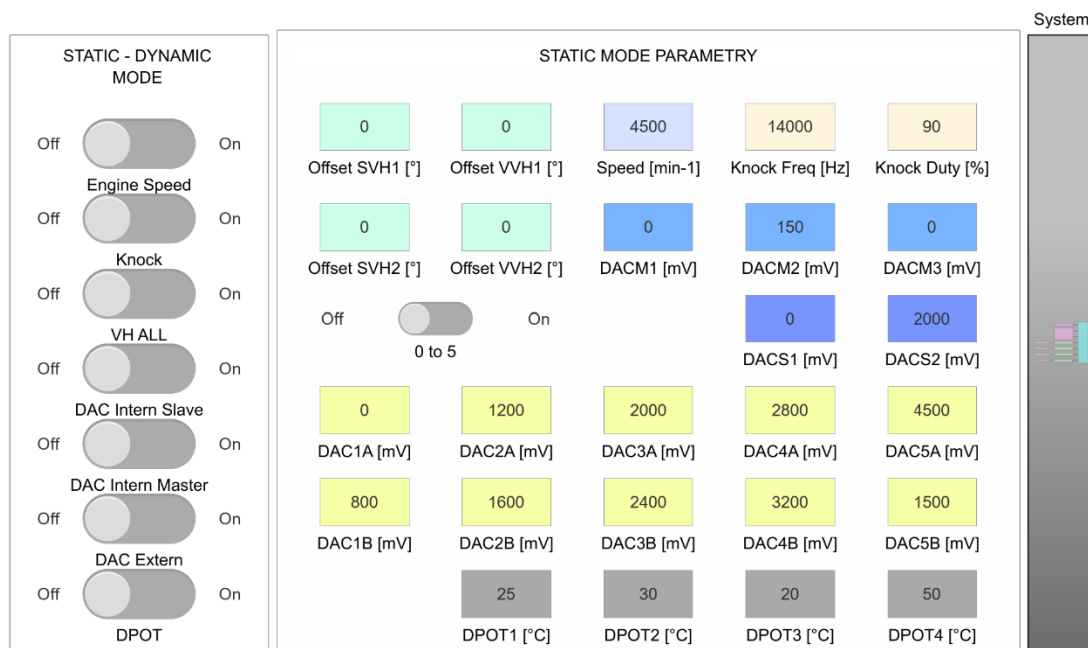 System
STATIC - DYNAMIC
MODE
Off On
Engine Speed
Off On
Knock
Off On
VH ALL
Off On
DAC Intern Slave
Off On
DAC Intern Master
Off On
DAC Extern
Off On
DPOT
STATIC MODE PARAMETRY
0 0 4500 14000 90
Offset SVH1 [°] Offset VVH1 [°] Speed [min-1] Knock Freq [Hz] Knock Duty [%]
0 0 0 150 0
Offset SVH2 [°] Offset VVH2 [°] DACM1 [mV] DACM2 [mV] DACM3 [mV]
Off On 0 2000
0 to 5 DACS1 [mV] DACS2 [mV]
0 1200 2000 2800 4500
DAC1A [mV] DAC2A [mV] DAC3A [mV] DAC4A [mV] DAC5A [mV]
800 1600 2400 3200 1500
DAC1B [mV] DAC2B [mV] DAC3B [mV] DAC4B [mV] DAC5B [mV]
25 30 20 50
DPOT1 [°C] DPOT2 [°C] DPOT3 [°C] DPOT4 [°C]